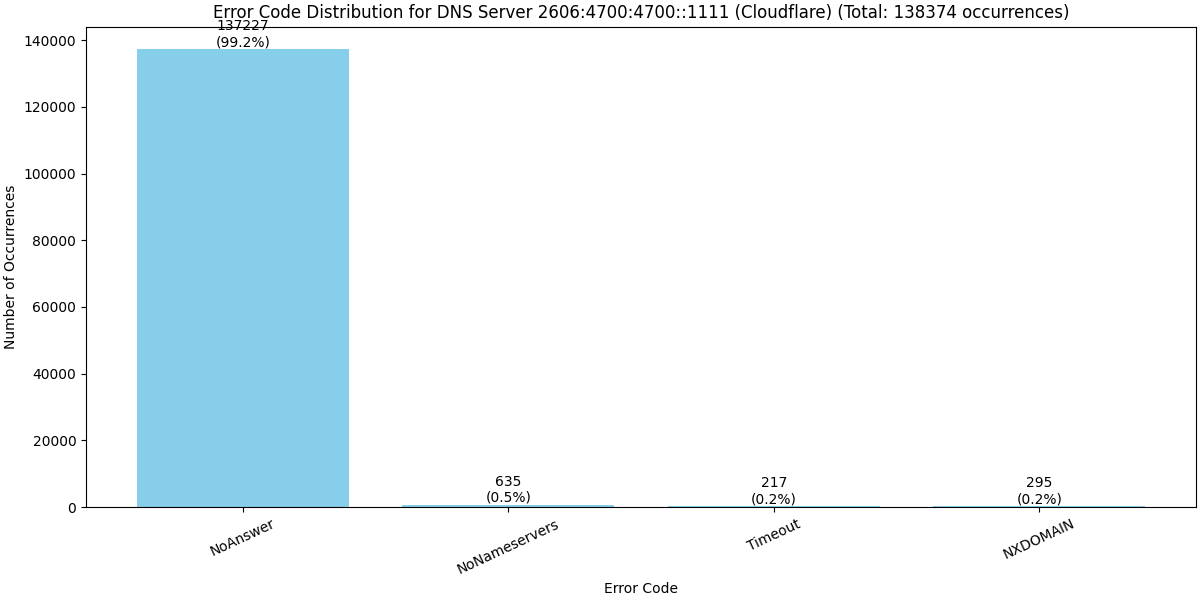 Error Code Distribution for DNS Server 2606:4700:4700::1111 (Cloudflare) (Total: 138374 occurrences)
137227
(99.2%)
140000
120000
100000
80000
60000
40000
20000
0
Number of Occurrences
635
(0.5%)
217
(0.2%)
295
(0.2%)
NoAnswer
NoNameservers
Timeout
NXDOMAIN
Error Code